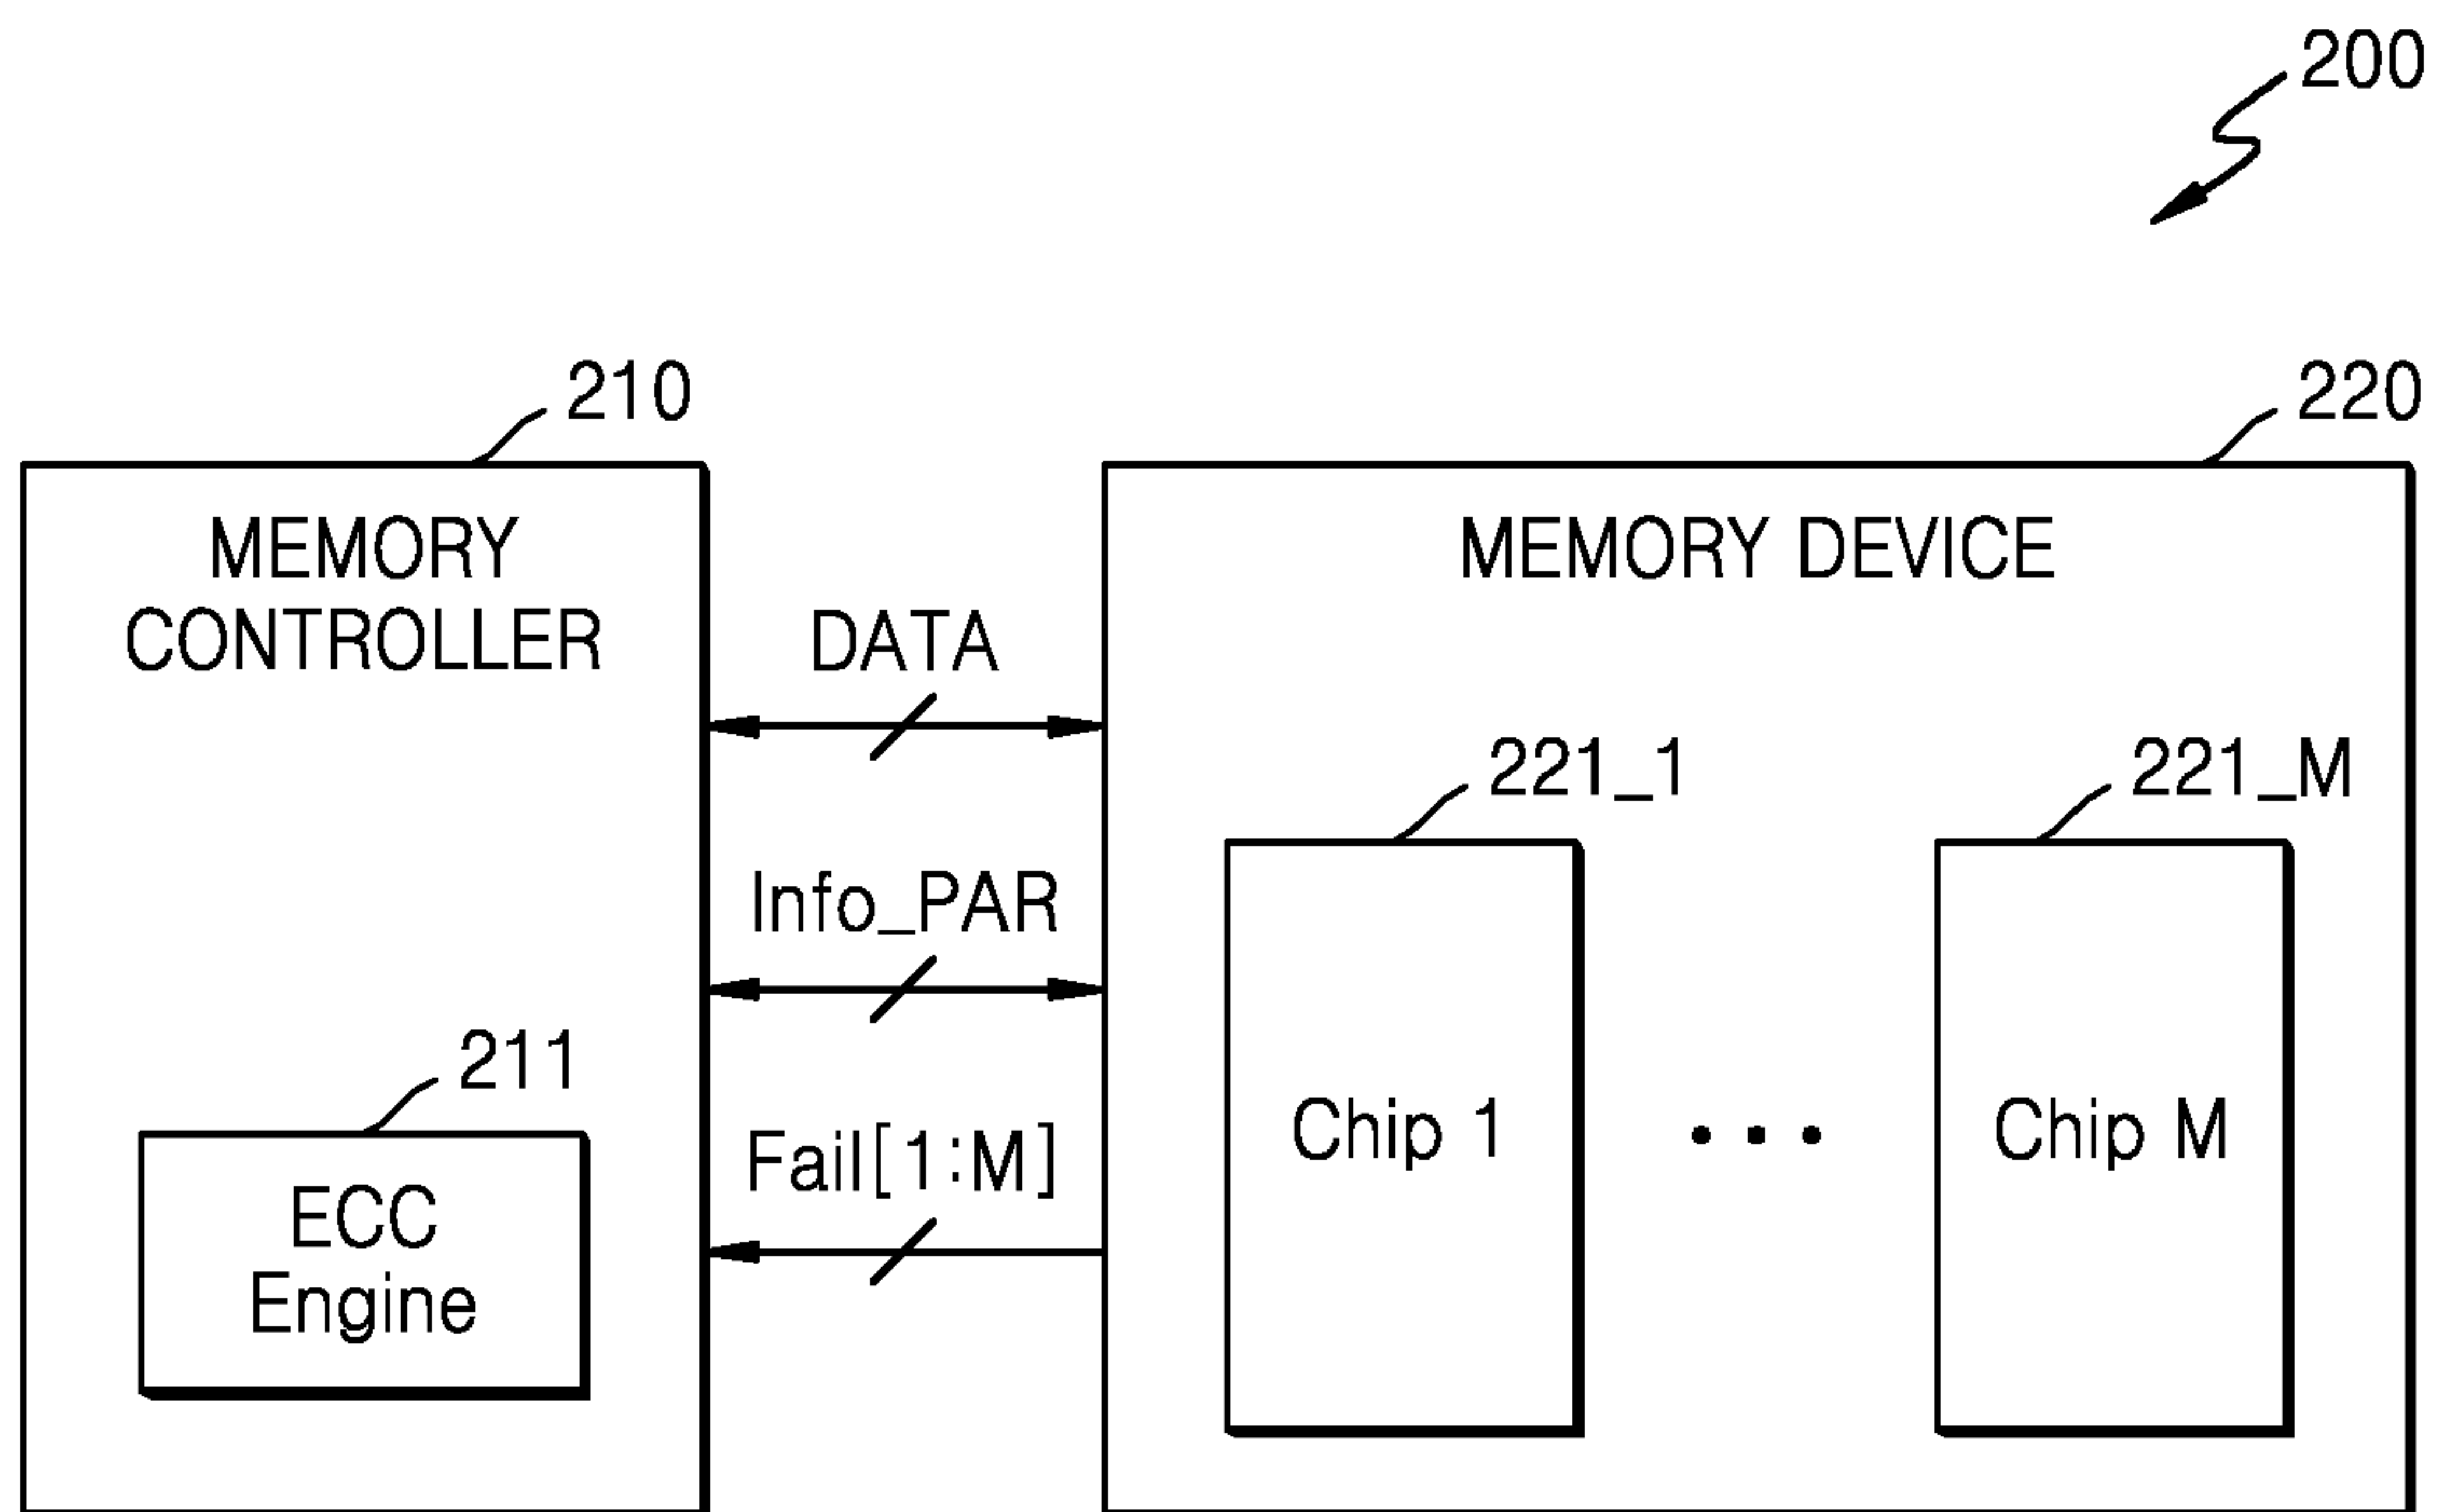 200
210
220
MEMORY
CONTROLLER
MEMORY DEVICE
DATA
221_1
221_M
Info_PAR
211
Fail[1:M]
Chip 1
• • •
Chip M
ECC
Engine